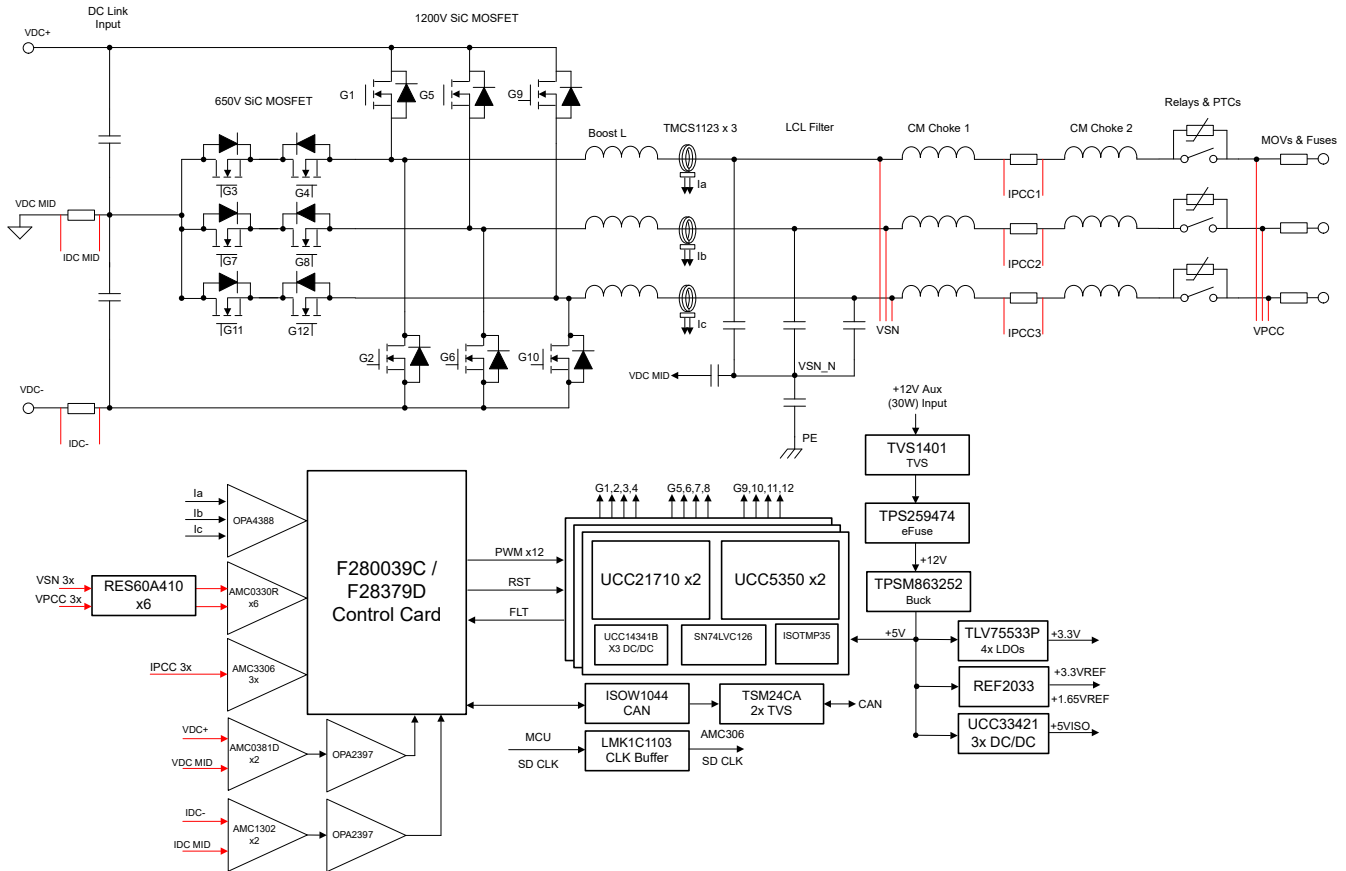 DC Link
Input
1200V SiC MOSFET
VDC+
G1
G5
G9
650V SiC MOSFET
Relays & PTCs
Boost L
TMCS1123 x 3
LCL Filter
CM Choke 1
CM Choke 2
MOVs & Fuses
G3
G4
Ia
IPCC1
VDC MID
IDC MID
G7
G8
Ib
IPCC2
G11
G12
Ic
VSN
IPCC3
VPCC
G2
G6
G10
VDC MID
VSN_N
VDC-
IDC-
PE
+12V Aux
(30W) Input
TVS1401
TVS
TPS259474
eFuse
+12V
TPSM863252
Buck
+5V
TLV75533P
4x LDOs
+3.3V
REF2033
+3.3VREF
+1.65VREF
UCC33421
3x DC/DC
+5VISO
G1,2,3,4
G5,6,7,8
G9,10,11,12
Ia
Ib
Ic
OPA4388
F280039C /
F28379D
Control Card
PWM x12
RST
FLT
UCC21710 x2
UCC5350 x2
UCC14341B
X3 DC/DC
SN74LVC126
ISOTMP35
VSN 3x
VPCC 3x
RES60A410
x6
AMC0330R
x6
IPCC 3x
AMC3306
3x
ISOW1044
CAN
TSM24CA
2x TVS
CAN
VDC+
VDC MID
AMC0381D
x2
OPA2397
MCU
SD CLK
LMK1C1103
CLK Buffer
AMC306
SD CLK
IDC-
IDC MID
AMC1302
x2
OPA2397